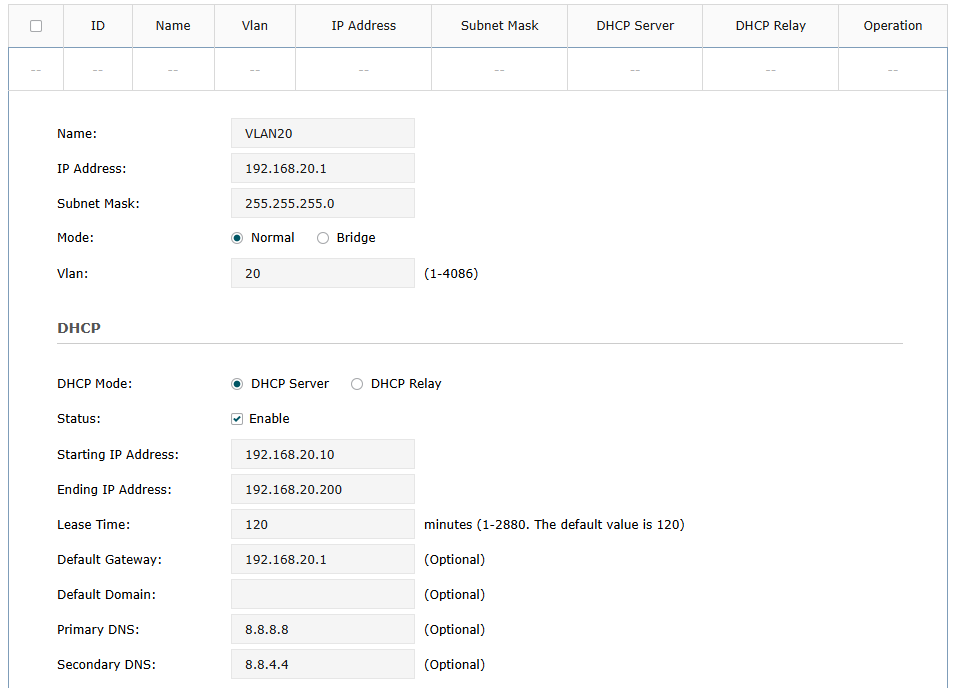 ID Name Vlan IP Address Subnet Mask DHCP Server DHCP Relay Operation
-- -- -- -- -- -- -- -- --
Name: VLAN20
IP Address: 192.168.20.1
Subnet Mask: 255.255.255.0
Mode: Normal Bridge
Vlan: 20 (1-4086)
DHCP
DHCP Mode: DHCP Server DHCP Relay
Status: Enable
Starting IP Address: 192.168.20.10
Ending IP Address: 192.168.20.200
Lease Time: 120 minutes (1-2880. The default value is 120)
Default Gateway: 192.168.20.1 (Optional)
Default Domain: (Optional)
Primary DNS: 8.8.8.8 (Optional)
Secondary DNS: 8.8.4.4 (Optional)